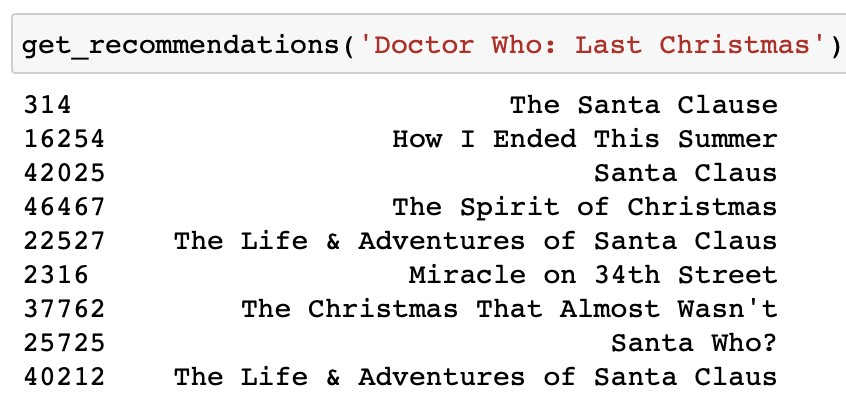 get_recommendations('Doctor Who: Last Christmas')
314 The Santa Clause
16254 How I Ended This Summer
42025 Santa Claus
46467 The Spirit of Christmas
22527 The Life & Adventures of Santa Claus
2316 Miracle on 34th Street
37762 The Christmas That Almost Wasn't
25725 Santa Who?
40212 The Life & Adventures of Santa Claus